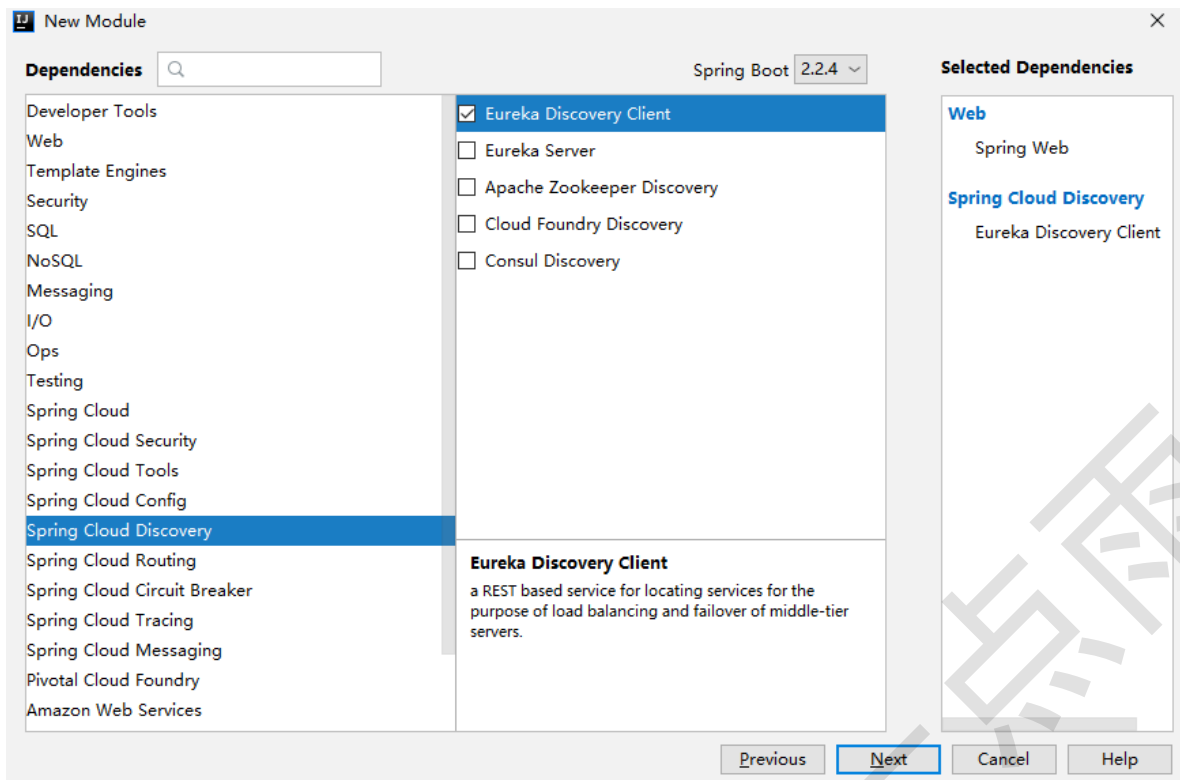 New Module
Dependencies
Spring Boot 2.2.4
Selected Dependencies
Developer Tools
Web
Template Engines
Security
SQL
NoSQL
Messaging
I/O
Ops
Testing
Spring Cloud
Spring Cloud Security
Spring Cloud Tools
Spring Cloud Config
Spring Cloud Discovery
Spring Cloud Routing
Spring Cloud Circuit Breaker
Spring Cloud Tracing
Spring Cloud Messaging
Pivotal Cloud Foundry
Amazon Web Services
Eureka Discovery Client
Eureka Server
Apache Zookeeper Discovery
Cloud Foundry Discovery
Consul Discovery
Eureka Discovery Client
a REST based service for locating services for the
purpose of load balancing and failover of middle-tier
servers.
Web
Spring Web
Spring Cloud Discovery
Eureka Discovery Client
Previous
Next
Cancel
Help
点雨